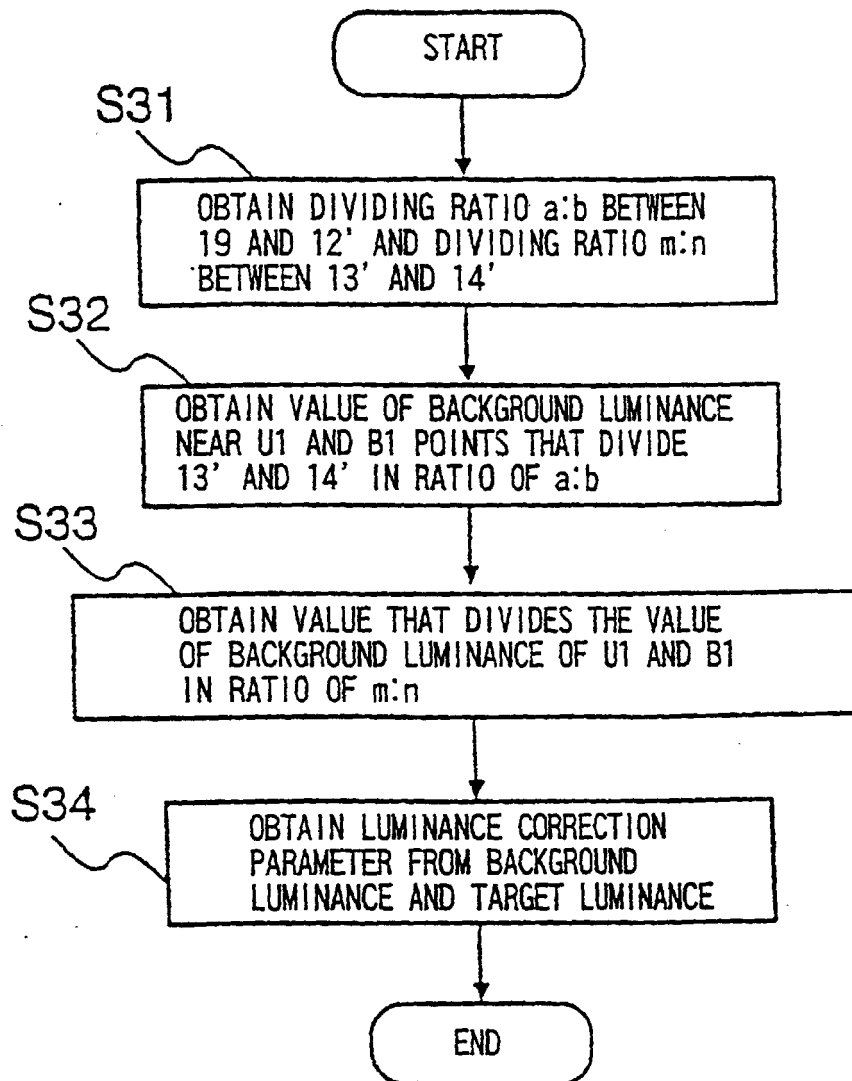 START
S31
OBTAIN DIVIDING RATIO a:b BETWEEN
19 AND 12' AND DIVIDING RATIO m:n
BETWEEN 13' AND 14'
S32
OBTAIN VALUE OF BACKGROUND LUMINANCE
NEAR U1 AND B1 POINTS THAT DIVIDE
13' AND 14' IN RATIO OF a:b
S33
OBTAIN VALUE THAT DIVIDES THE VALUE
OF BACKGROUND LUMINANCE OF U1 AND B1
IN RATIO OF m:n
S34
OBTAIN LUMINANCE CORRECTION
PARAMETER FROM BACKGROUND
LUMINANCE AND TARGET LUMINANCE
END